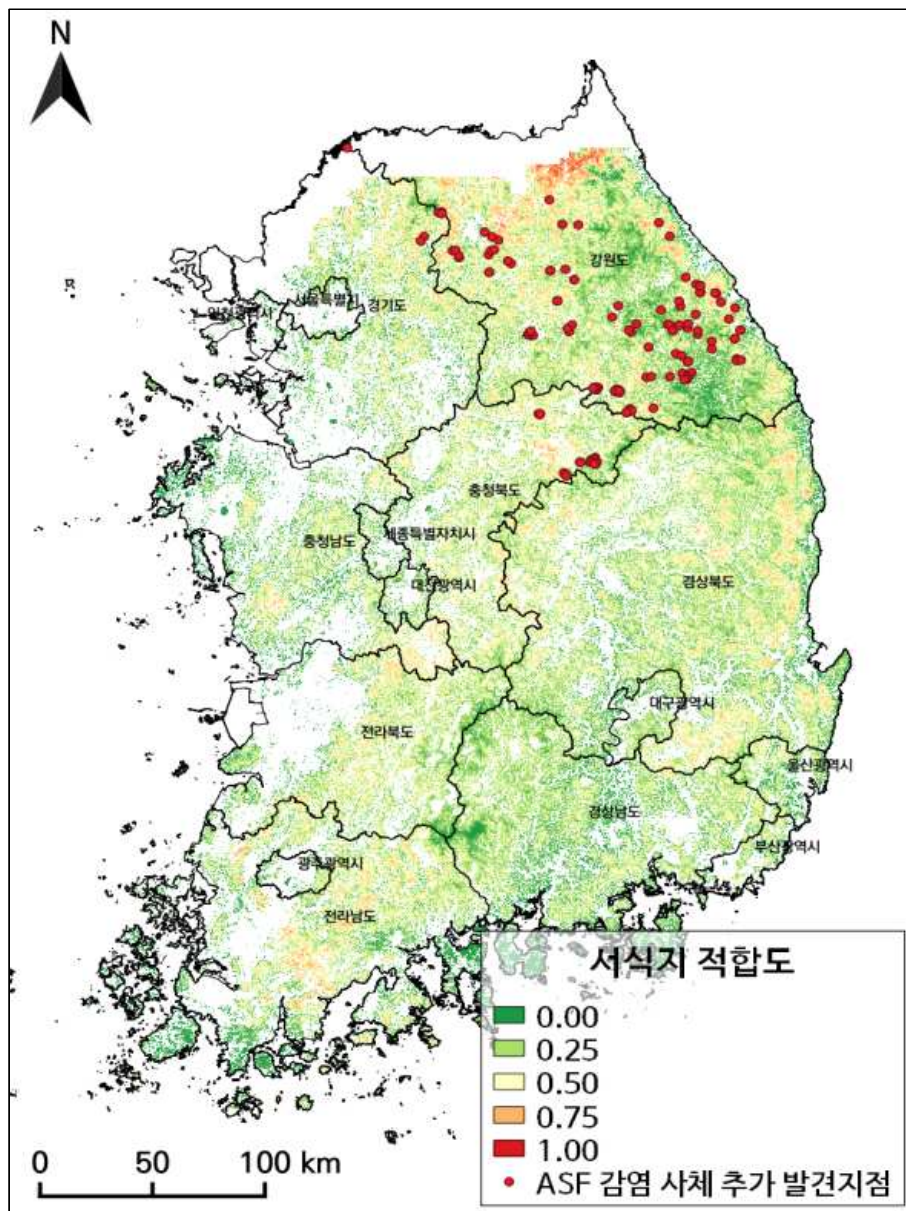 N
강원도
서울특별시
경기도
인천광역시
충청북도
세종특별자치시
충청남도
대전광역시
경상북도
대구광역시
전라북도
울산광역시
경상남도
부산광역시
광주광역시
전라남도
서식지 적합도
0.00
0.25
0.50
0.75
1.00
ASF 감염 사체 추가 발견지점
0 50 100 km